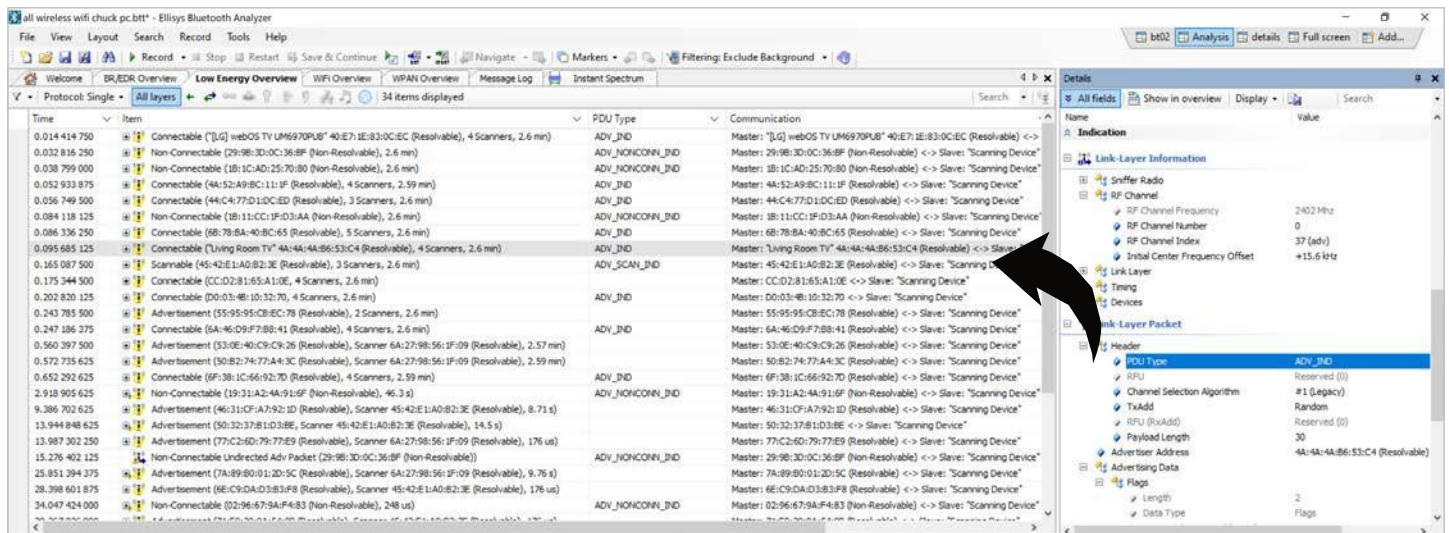 all wireless wifi chuck pc.btt* - Ellisys Bluetooth Analyzer
File View Layout Search Record Tools Help
bt02 Analysis details Full screen Add...
Record Stop Restart Save & Continue Navigate Markers Filtering: Exclude Background
Welcome BR/EDR Overview Low Energy Overview WiFi Overview WPAN Overview Message Log Instant Spectrum
Protocol: Single All layers 34 items displayed Search
Time Item PDU Type Communication
0.014 414 750 Connectable ("[LG] webOS TV UM6970PUB" 40:E7:1E:83:0C:EC (Resolvable), 4 Scanners, 2.6 min) ADV_IND Master: "[LG] webOS TV UM6970PUB" 40:E7:1E:83:0C:EC (Resolvable) <->
0.032 816 250 Non-Connectable (29:9B:3D:0C:36:BF (Non-Resolvable), 2.6 min) ADV_NONCONN_IND Master: 29:9B:3D:0C:36:BF (Non-Resolvable) <-> Slave: "Scanning Device"
0.038 799 000 Non-Connectable (1B:1C:AD:25:70:80 (Non-Resolvable), 2.6 min) ADV_NONCONN_IND Master: 1B:1C:AD:25:70:80 (Non-Resolvable) <-> Slave: "Scanning Device"
0.052 933 875 Connectable (4A:52:A9:BC:11:1F (Resolvable), 4 Scanners, 2.59 min) ADV_IND Master: 4A:52:A9:BC:11:1F (Resolvable) <-> Slave: "Scanning Device"
0.056 749 500 Connectable (44:C4:77:D1:DC:ED (Resolvable), 3 Scanners, 2.6 min) ADV_IND Master: 44:C4:77:D1:DC:ED (Resolvable) <-> Slave: "Scanning Device"
0.084 118 125 Non-Connectable (1B:11:CC:1F:D3:AA (Non-Resolvable), 2.6 min) ADV_NONCONN_IND Master: 1B:11:CC:1F:D3:AA (Non-Resolvable) <-> Slave: "Scanning Device"
0.086 336 250 Connectable (6B:78:BA:40:BC:65 (Resolvable), 5 Scanners, 2.6 min) ADV_IND Master: 6B:78:BA:40:BC:65 (Resolvable) <-> Slave: "Scanning Device"
0.095 685 125 Connectable ("Living Room TV" 4A:4A:4A:B6:53:C4 (Resolvable), 4 Scanners, 2.6 min) ADV_IND Master: "Living Room TV" 4A:4A:4A:B6:53:C4 (Resolvable) <-> Slave:
0.165 087 500 Scannable (45:42:E1:A0:B2:3E (Resolvable), 3 Scanners, 2.6 min) ADV_SCAN_IND Master: 45:42:E1:A0:B2:3E (Resolvable) <-> Slave: "Scanning
0.175 344 500 Connectable (CC:D2:81:65:A1:0E, 4 Scanners, 2.6 min) Master: CC:D2:81:65:A1:0E <-> Slave: "Scanning Device"
0.202 820 125 Connectable (D0:03:4B:10:32:70, 4 Scanners, 2.6 min) ADV_IND Master: D0:03:4B:10:32:70 <-> Slave: "Scanning Device"
0.243 785 500 Advertisement (55:95:95:CB:EC:78 (Resolvable), 2 Scanners, 2.6 min) Master: 55:95:95:CB:EC:78 (Resolvable) <-> Slave: "Scanning Device"
0.247 186 375 Connectable (6A:46:D9:F7:B8:41 (Resolvable), 4 Scanners, 2.6 min) ADV_IND Master: 6A:46:D9:F7:B8:41 (Resolvable) <-> Slave: "Scanning Device"
0.560 397 500 Advertisement (53:0E:40:C9:C9:26 (Resolvable), Scanner 6A:27:98:56:1F:09 (Resolvable), 2.57 min) Master: 53:0E:40:C9:C9:26 (Resolvable) <-> Slave: "Scanning Device"
0.572 735 625 Advertisement (50:B2:74:77:A4:3C (Resolvable), Scanner 6A:27:98:56:1F:09 (Resolvable), 2.59 min) Master: 50:B2:74:77:A4:3C (Resolvable) <-> Slave: "Scanning Device"
0.652 292 625 Connectable (6F:38:1C:66:92:7D (Resolvable), 4 Scanners, 2.59 min) ADV_IND Master: 6F:38:1C:66:92:7D (Resolvable) <-> Slave: "Scanning Device"
2.918 905 625 Non-Connectable (19:31:A2:4A:91:6F (Non-Resolvable), 46.3 s) ADV_NONCONN_IND Master: 19:31:A2:4A:91:6F (Non-Resolvable) <-> Slave: "Scanning Device"
9.386 702 625 Advertisement (46:31:CF:A7:92:1D (Resolvable), Scanner 45:42:E1:A0:B2:3E (Resolvable), 8.71 s) Master: 46:31:CF:A7:92:1D (Resolvable) <-> Slave: "Scanning Device"
13.944 848 625 Advertisement (50:32:37:B1:D3:BE, Scanner 45:42:E1:A0:B2:3E (Resolvable), 14.5 s) Master: 50:32:37:B1:D3:BE <-> Slave: "Scanning Device"
13.987 302 250 Advertisement (77:C2:6D:79:77:E9 (Resolvable), Scanner 6A:27:98:56:1F:09 (Resolvable), 176 us) Master: 77:C2:6D:79:77:E9 (Resolvable) <-> Slave: "Scanning Device"
15.276 402 125 Non-Connectable Undirected Adv Packet (29:9B:3D:0C:36:BF (Non-Resolvable)) ADV_NONCONN_IND Master: 29:9B:3D:0C:36:BF (Non-Resolvable) <-> Slave: "Scanning Device"
25.851 394 375 Advertisement (7A:89:B0:01:2D:5C (Resolvable), Scanner 6A:27:98:56:1F:09 (Resolvable), 9.76 s) Master: 7A:89:B0:01:2D:5C (Resolvable) <-> Slave: "Scanning Device"
28.398 601 875 Advertisement (6E:C9:DA:D3:B3:F8 (Resolvable), Scanner 45:42:E1:A0:B2:3E (Resolvable), 176 us) Master: 6E:C9:DA:D3:B3:F8 (Resolvable) <-> Slave: "Scanning Device"
34.047 424 000 Non-Connectable (02:96:67:9A:F4:83 (Non-Resolvable), 248 us) ADV_NONCONN_IND Master: 02:96:67:9A:F4:83 (Non-Resolvable) <-> Slave: "Scanning Device"
Details
All fields Show in overview Display Search
Name Value
Indication
Link-Layer Information
Sniffer Radio
RF Channel
RF Channel Frequency 2402 Mhz
RF Channel Number 0
RF Channel Index 37 (adv)
Initial Center Frequency Offset +15.6 kHz
Link Layer
Timing
Devices
nk-Layer Packet
Header
PDU Type ADV_IND
RFU Reserved (0)
Channel Selection Algorithm #1 (Legacy)
TxAdd Random
RFU (RxAdd) Reserved (0)
Payload Length 30
Advertiser Address 4A:4A:4A:B6:53:C4 (Resolvable)
Advertising Data
Flags
Length 2
Data Type Flags